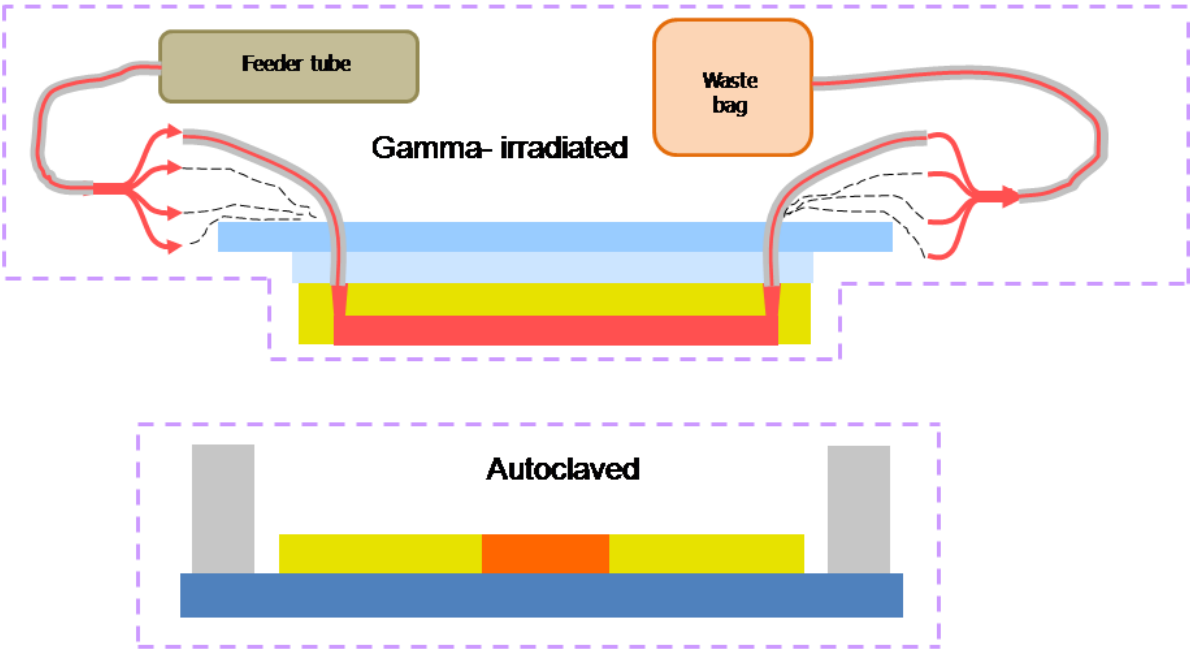 Feeder tube
Waste
bag
Gamma- irradiated
Autoclaved